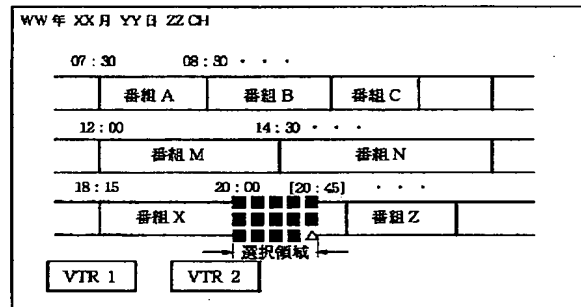 WW年 XX月 YY日 ZZCH
07:30 08:30 ・・・
番組A 番組B 番組C
12:00 14:30 ・・・
番組M 番組N
18:15 20:00 [20:45] ・・・
番組X 番組Z
選択領域
VTR 1 VTR 2